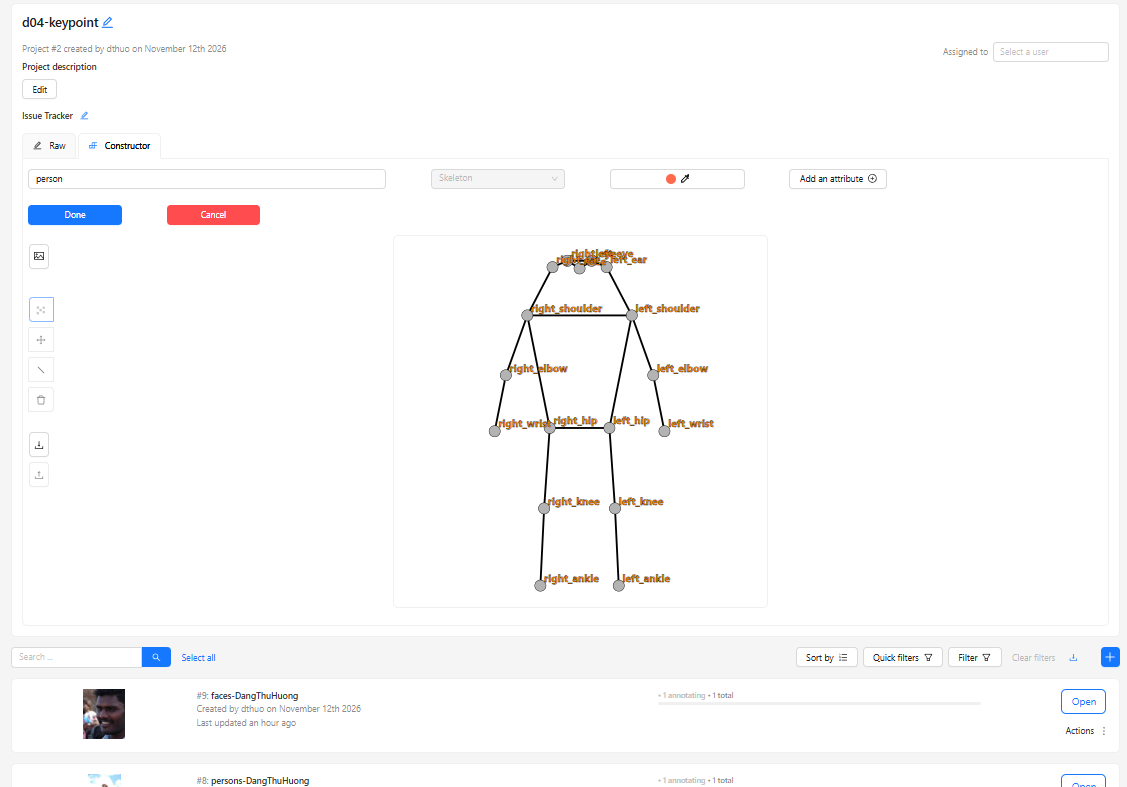 d04-keypoint
Project #2 created by dthuo on November 12th 2026
Assigned to Select a user
Project description
Edit
Issue Tracker
Raw Constructor
person Skeleton Add an attribute
Done Cancel
left_ear
right_shoulder left_shoulder
right_elbow left_elbow
right_wrist right_hip left_hip left_wrist
right_knee left_knee
right_ankle left_ankle
Search ... Select all Sort by Quick filters Filter Clear filters
#9: faces-DangThuHuong
Created by dthuo on November 12th 2026
Last updated an hour ago
• 1 annotating • 1 total
Open
Actions
#8: persons-DangThuHuong
• 1 annotating • 1 total
Open